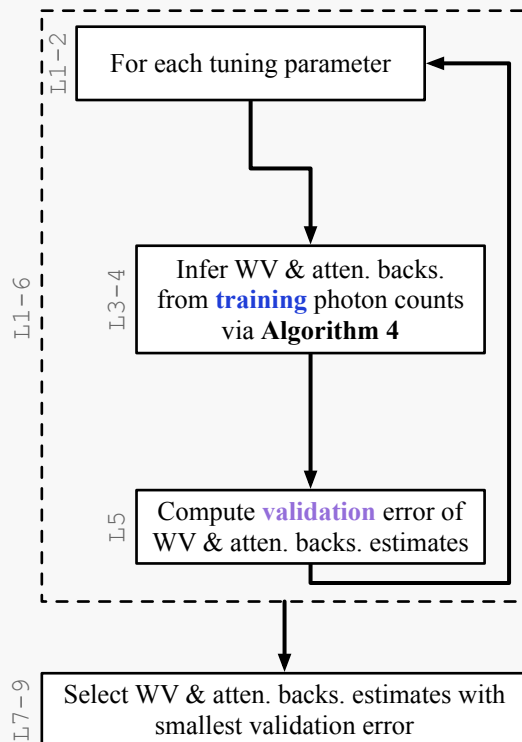 L1-2
For each tuning parameter
L1-6
L3-4
Infer WV & atten. backs.
from training photon counts
via Algorithm 4
L5
Compute validation error of
WV & atten. backs. estimates
L7-9
Select WV & atten. backs. estimates with
smallest validation error